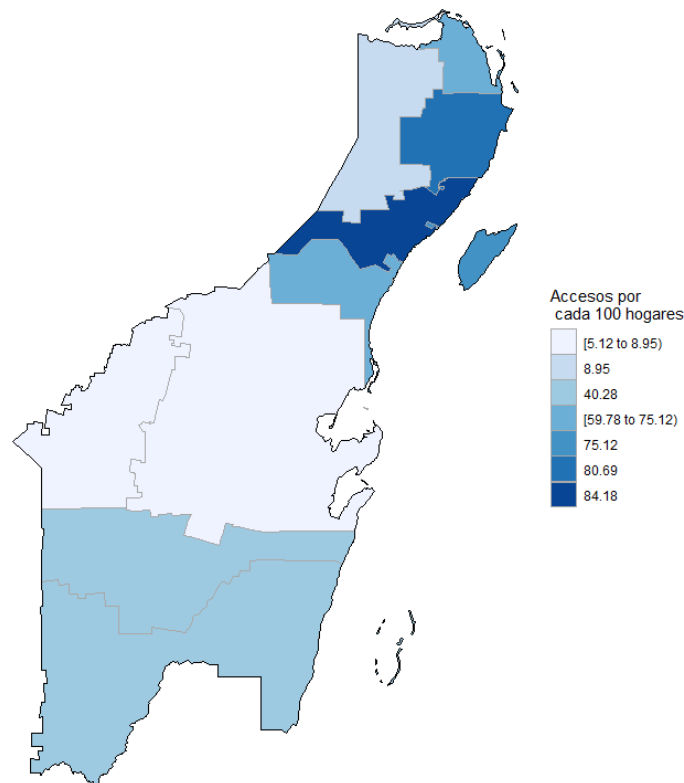 Accesos por
cada 100 hogares
[5.12 to 8.95)
8.95
40.28
[59.78 to 75.12)
75.12
80.69
84.18